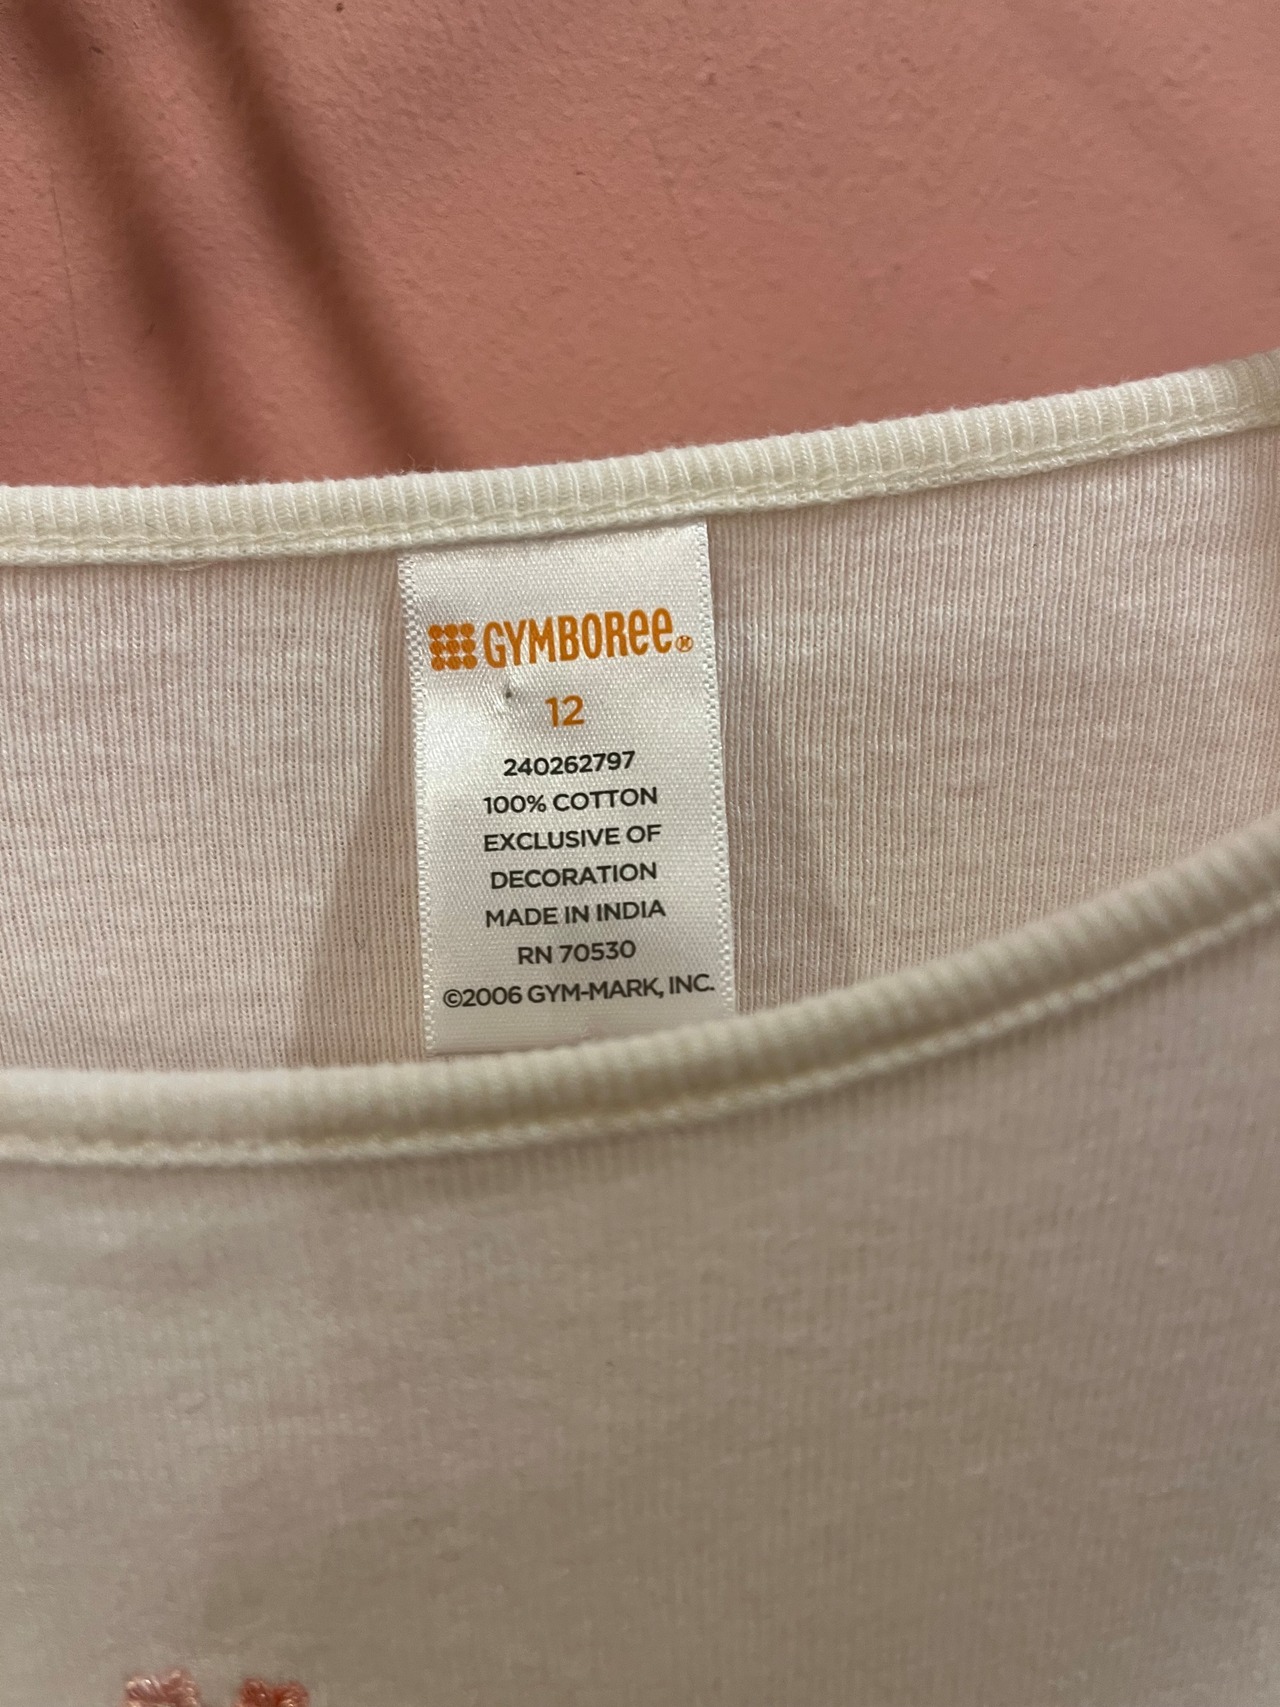 GYMBOREE®
12
240262797
100% COTTON
EXCLUSIVE OF
DECORATION
MADE IN INDIA
RN 70530
©2006 GYM-MARK, INC.